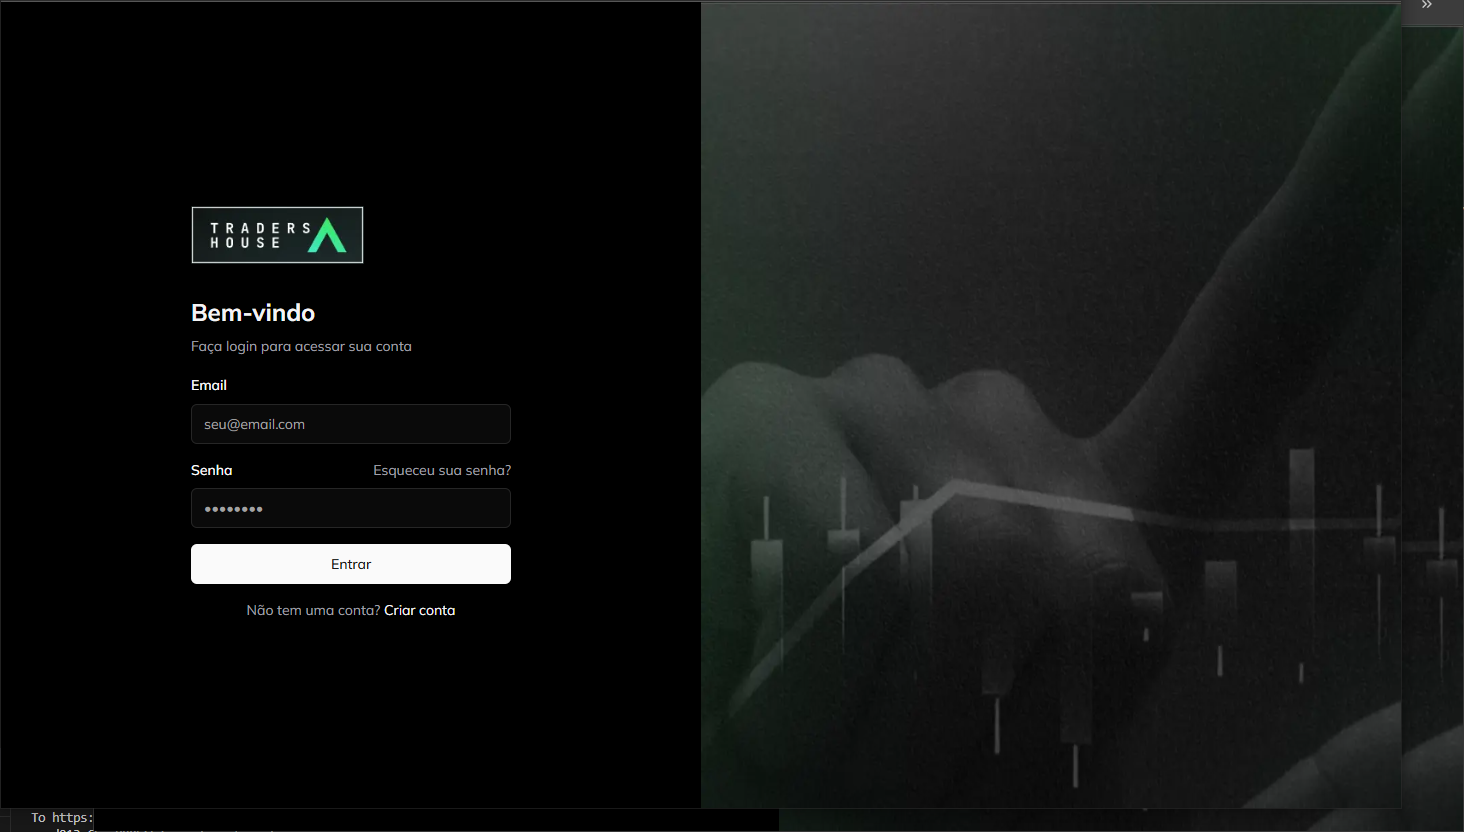 »
TRADERS
HOUSE
Bem-vindo
Faça login para acessar sua conta
Email
seu@email.com
Senha
Esqueceu sua senha?
••••••••
Entrar
Não tem uma conta? Criar conta
To https: